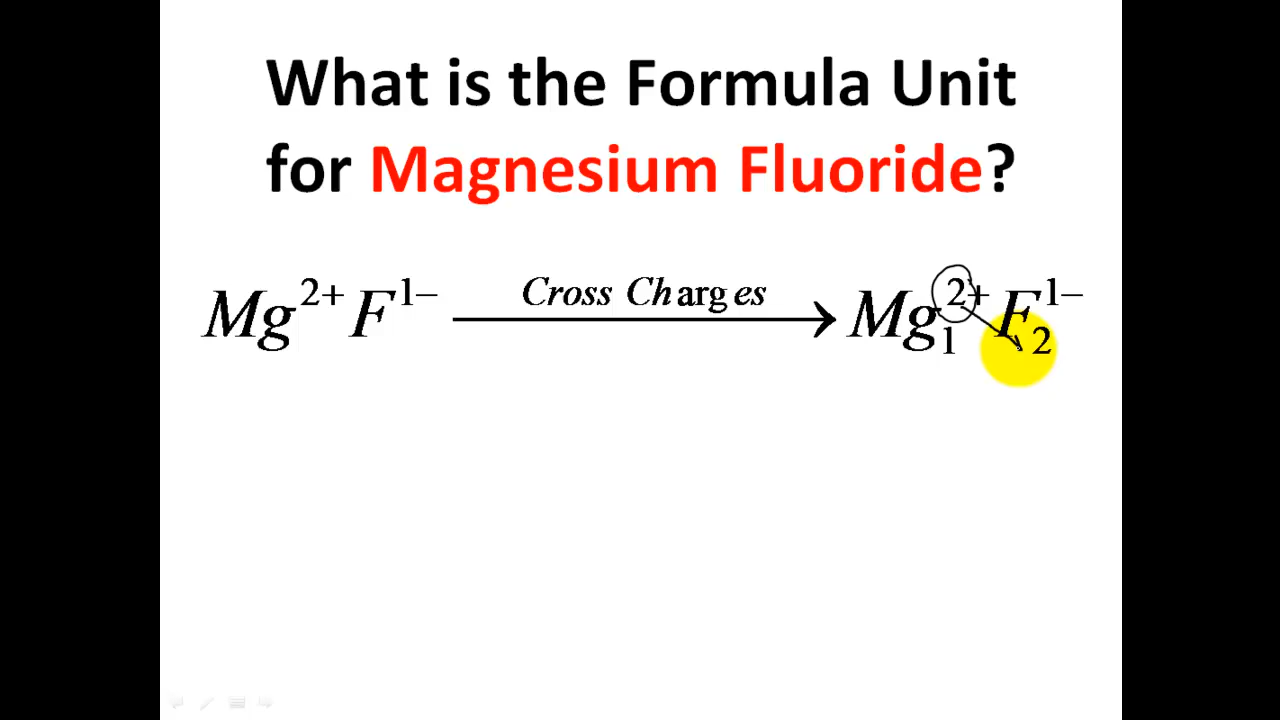 What is the Formula Unit
for Magnesium Fluoride?
Mg²⁺ F¹⁻ Cross Charges Mg₁²⁺ F₂¹⁻